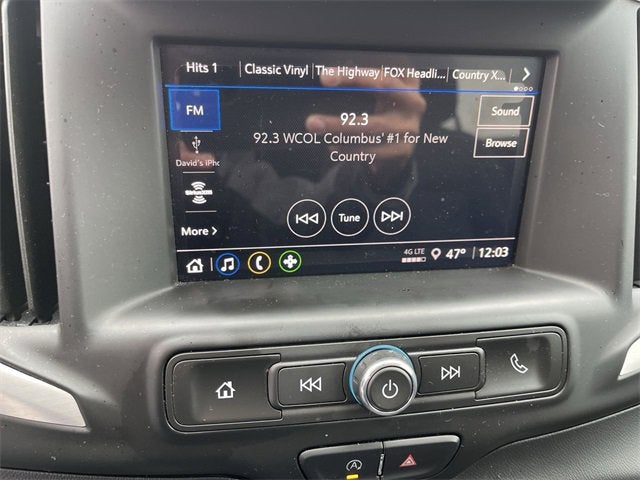 Hits 1 | Classic Vinyl | The Highway | FOX Headli... | Country X... |
FM
92.3
Sound
92.3 WCOL Columbus' #1 for New
Country
Browse
David's iPho
SiriusXM
Tune
More
4G LTE
47° 12:03
A